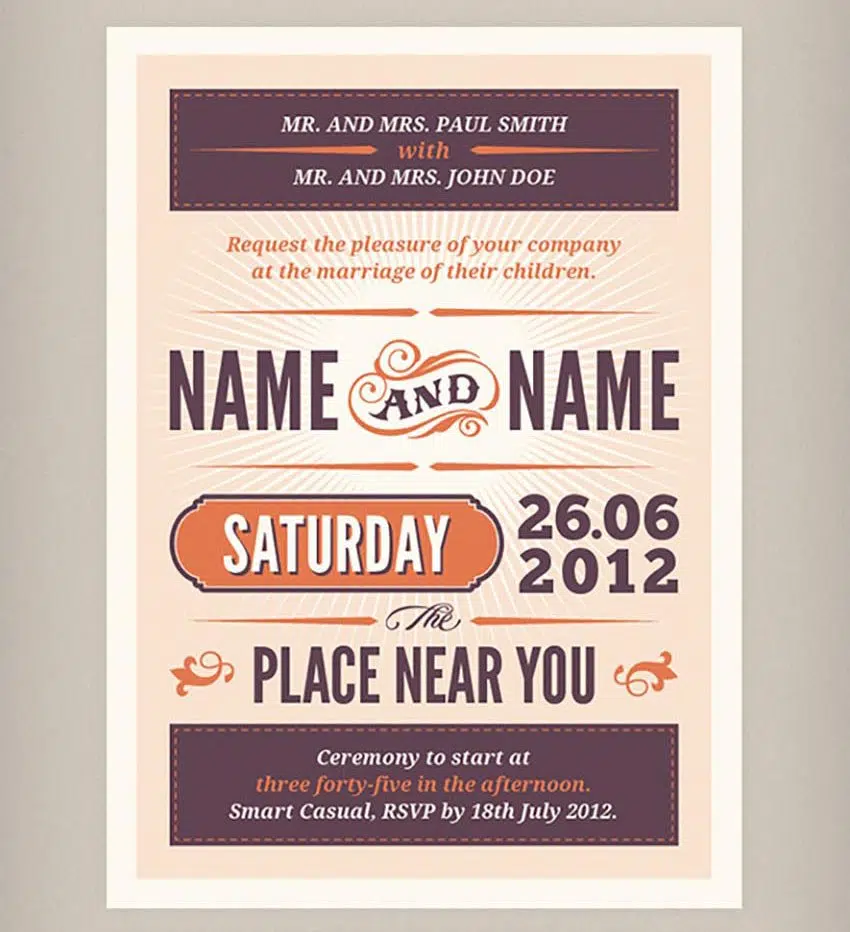 MR. AND MRS. PAUL SMITH
with
MR. AND MRS. JOHN DOE
Request the pleasure of your company
at the marriage of their children.
NAME AND NAME
SATURDAY
26.06
2012
The
PLACE NEAR YOU
Ceremony to start at
three forty-five in the afternoon.
Smart Casual, RSVP by 18th July 2012.